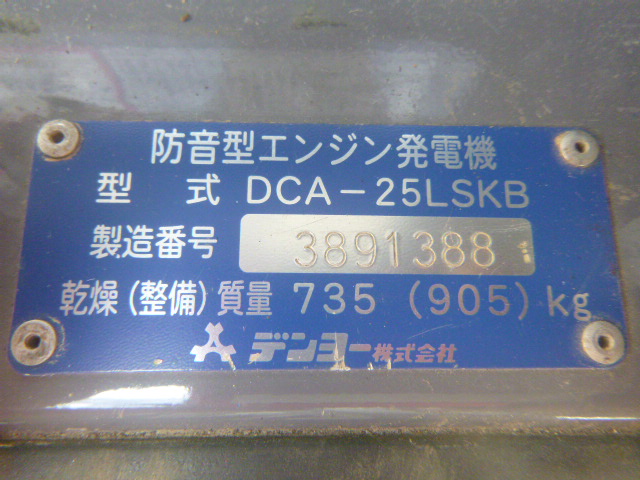 防音型エンジン発電機
型 式 DCA-25LSKB
製造番号 3891388
乾燥(整備)質量 735 (905) kg
デンヨー株式会社